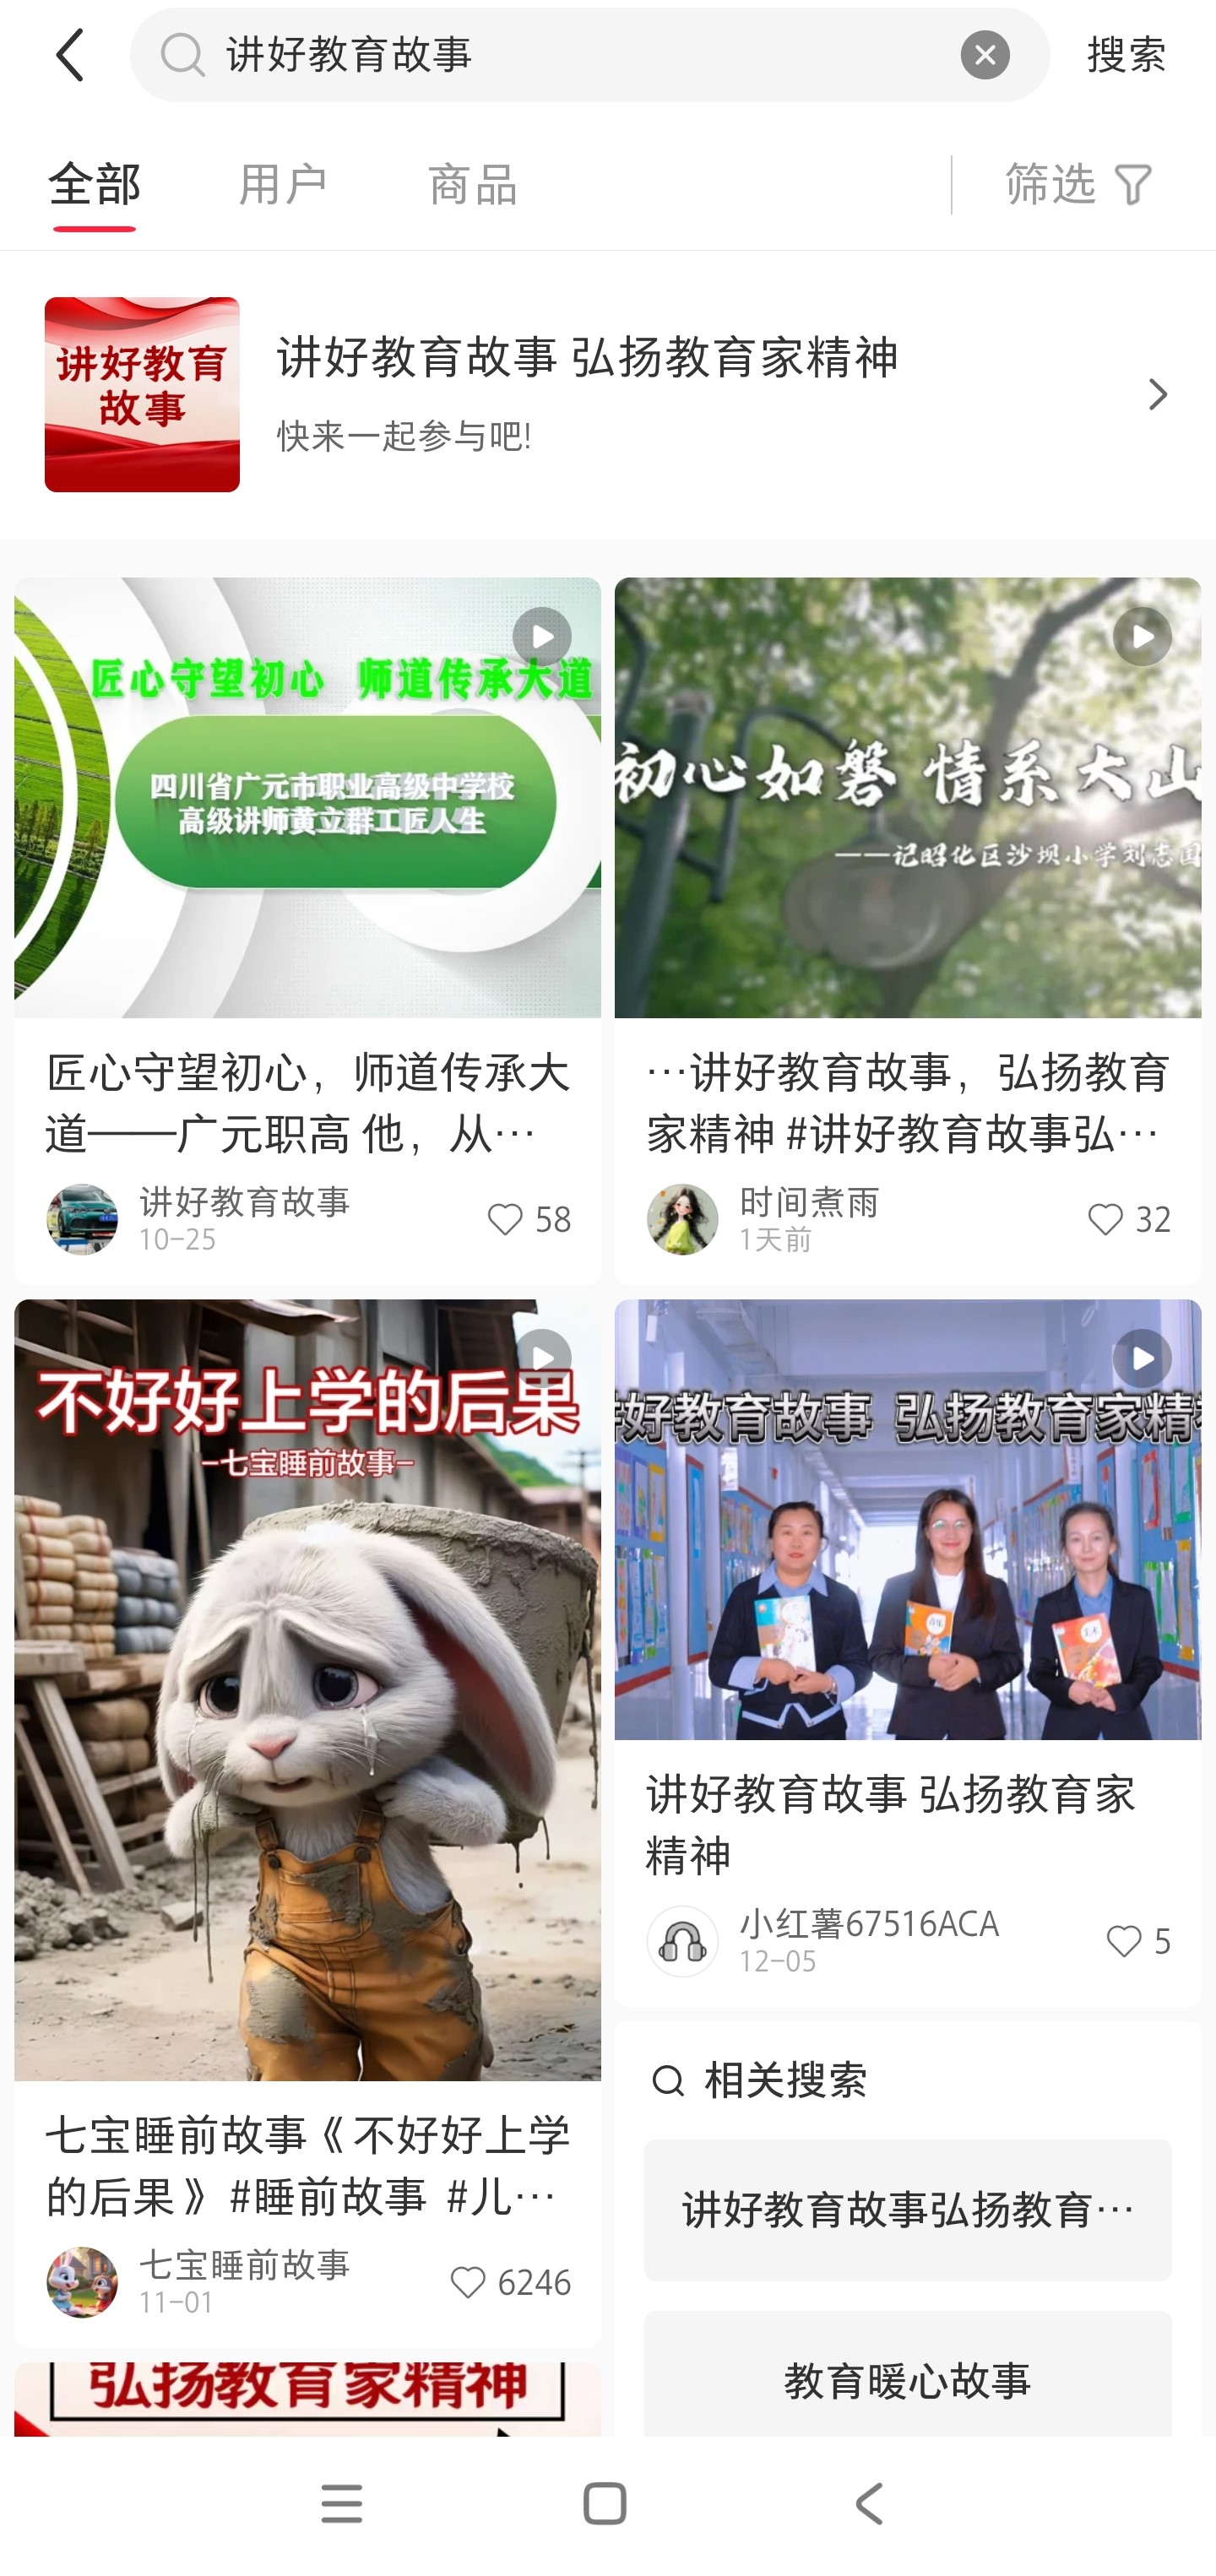 讲好教育故事
搜索
全部
用户
商品
筛选
讲好教育
故事
讲好教育故事 弘扬教育家精神
快来一起参与吧!
匠心守望初心 师道传承大道
四川省广元市职业高级中学校
高级讲师黄立群工匠人生
匠心守望初心，师道传承大
道——广元职高 他，从…
讲好教育故事
10-25
58
初心如磐 情系大山
——记昭化区沙坝小学刘志国
…讲好教育故事，弘扬教育
家精神 #讲好教育故事弘…
时间煮雨
1天前
32
不好好上学的后果
–七宝睡前故事–
七宝睡前故事《不好好上学
的后果》 #睡前故事 #儿…
七宝睡前故事
11-01
6246
讲好教育故事 弘扬教育家精神
讲好教育故事 弘扬教育家
精神
小红薯67516ACA
12-05
5
相关搜索
讲好教育故事弘扬教育…
教育暖心故事
弘扬教育家精神